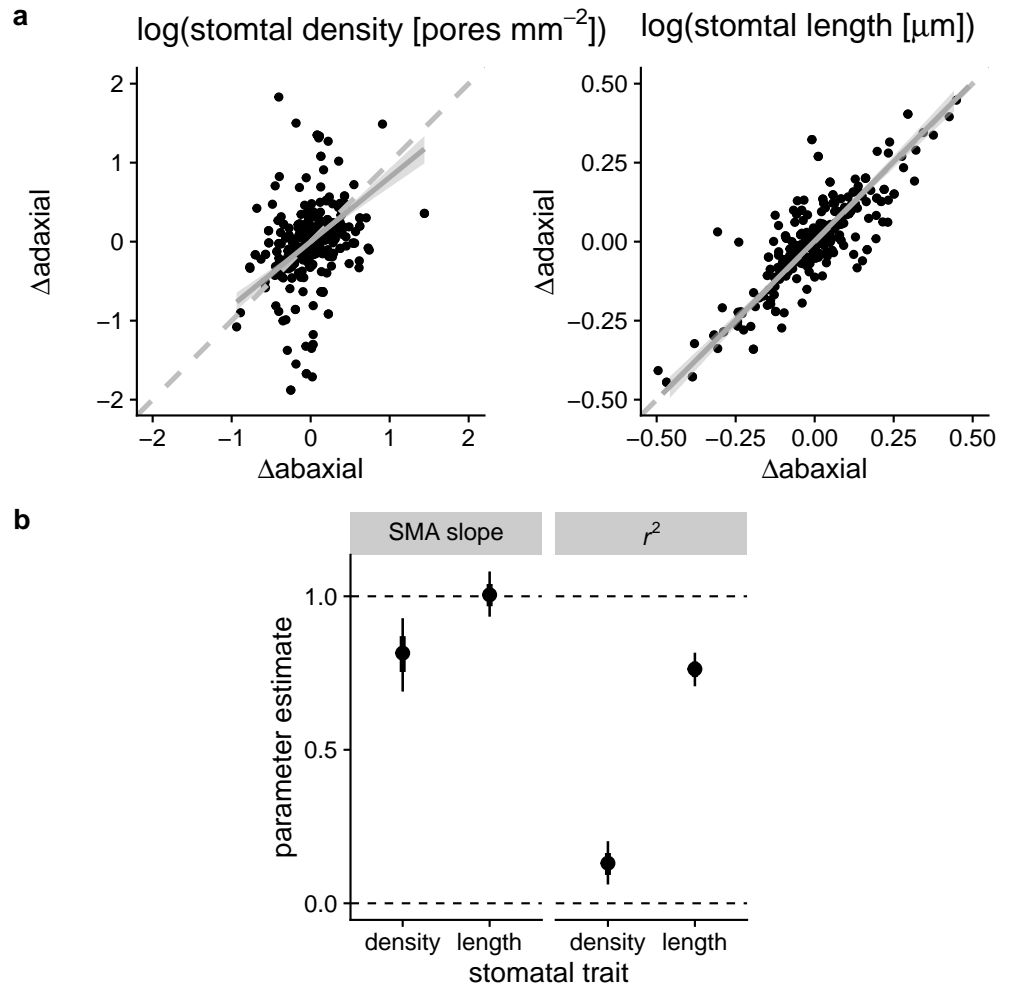 a
log(stomtal density [pores mm⁻²])
log(stomtal length [μm])
2
1
0
−1
−2
Δadaxial
−2 −1 0 1 2
Δabaxial
0.50
0.25
0.00
−0.25
−0.50
Δadaxial
−0.50 −0.25 0.00 0.25 0.50
Δabaxial
b
SMA slope
r²
1.0
0.5
0.0
parameter estimate
density length density length
stomatal trait